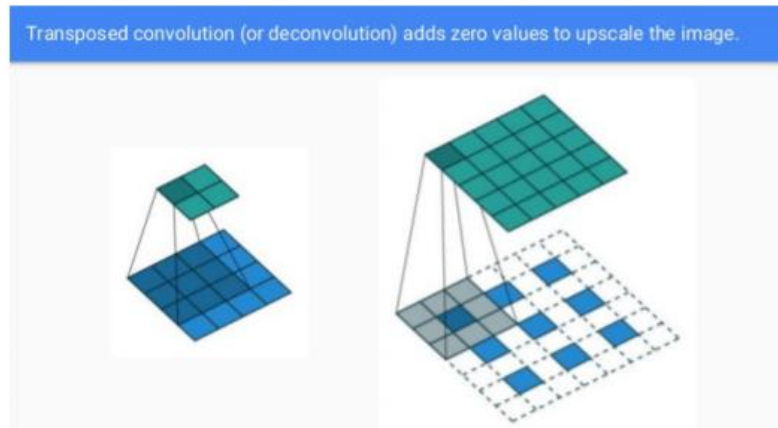 Transposed convolution (or deconvolution) adds zero values to upscale the image.